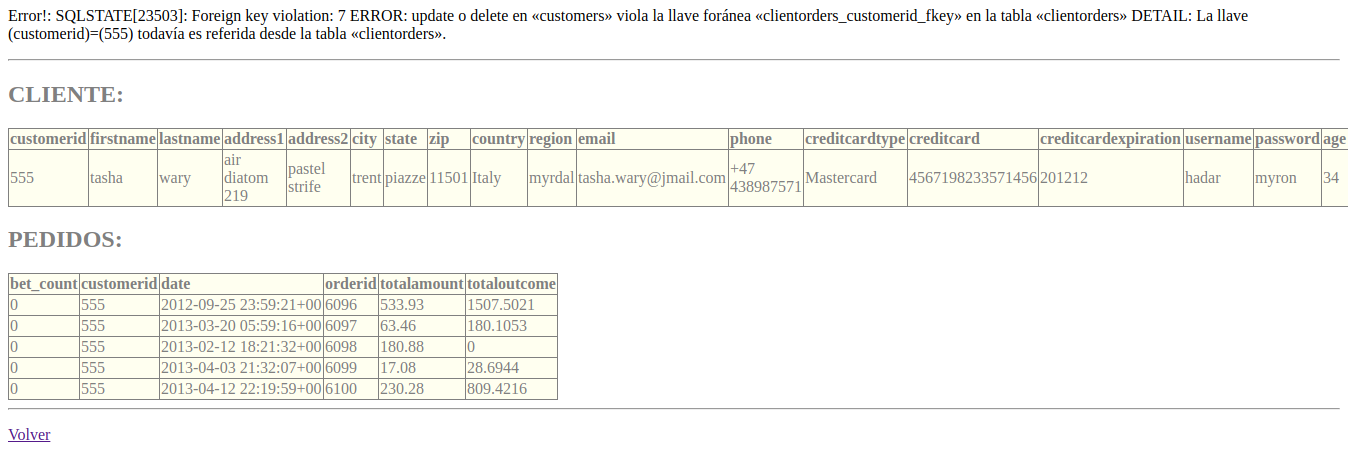 Error!: SQLSTATE[23503]: Foreign key violation: 7 ERROR: update o delete en «customers» viola la llave foránea «clientorders_customerid_fkey» en la tabla «clientorders» DETAIL: La llave
(customerid)=(555) todavía es referida desde la tabla «clientorders».
CLIENTE:
customerid firstname lastname address1 address2 city state zip country region email phone creditcardtype creditcard creditcardexpiration username password age
555 tasha wary air diatom 219 pastel strife trent piazze 11501 Italy myrdal tasha.wary@jmail.com +47 438987571 Mastercard 4567198233571456 201212 hadar myron 34
PEDIDOS:
bet_count customerid date orderid totalamount totaloutcome
0 555 2012-09-25 23:59:21+00 6096 533.93 1507.5021
0 555 2013-03-20 05:59:16+00 6097 63.46 180.1053
0 555 2013-02-12 18:21:32+00 6098 180.88 0
0 555 2013-04-03 21:32:07+00 6099 17.08 28.6944
0 555 2013-04-12 22:19:59+00 6100 230.28 809.4216
Volver